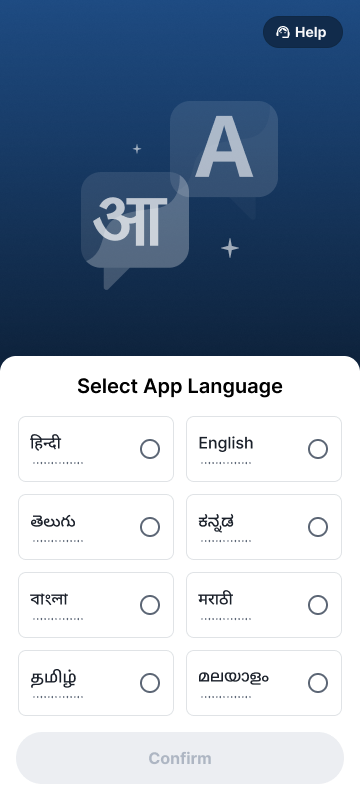 Help
A
आ
Select App Language
हिन्दी
English
తెలుగు
ಕನ್ನಡ
বাংলা
मराठी
தமிழ்
മലയാളം
Confirm